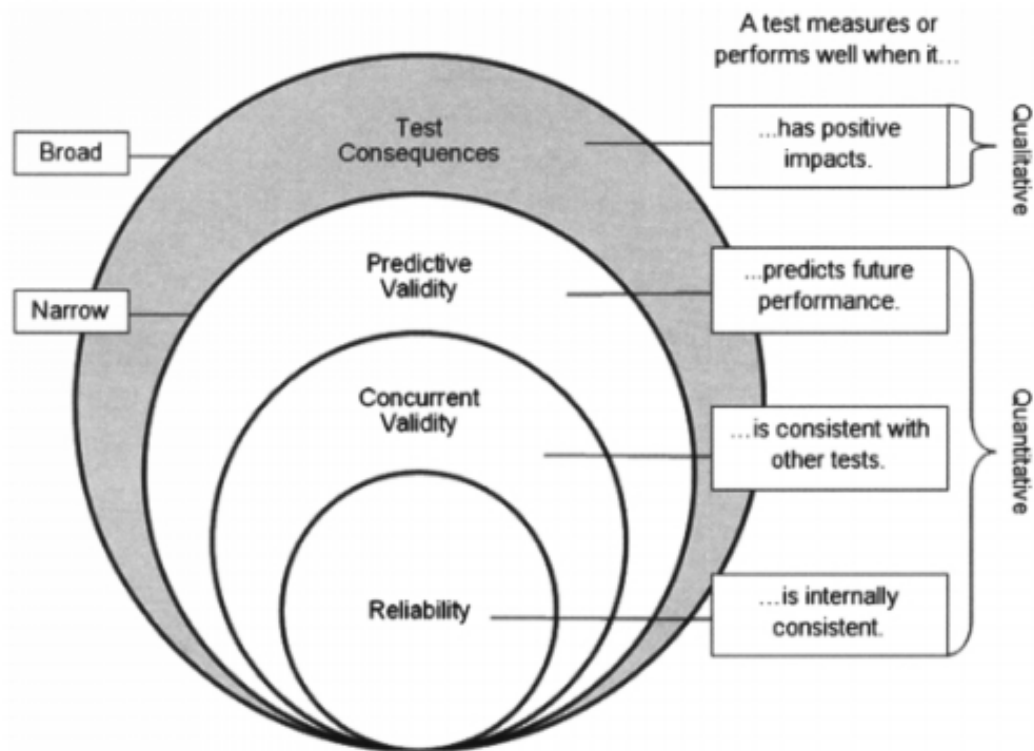 A test measures or
performs well when it…
Test
Consequences
Broad
…has positive
impacts.
Qualitative
Predictive
Validity
Narrow
…predicts future
performance.
Concurrent
Validity
…is consistent with
other tests.
Quantitative
Reliability
…is internally
consistent.